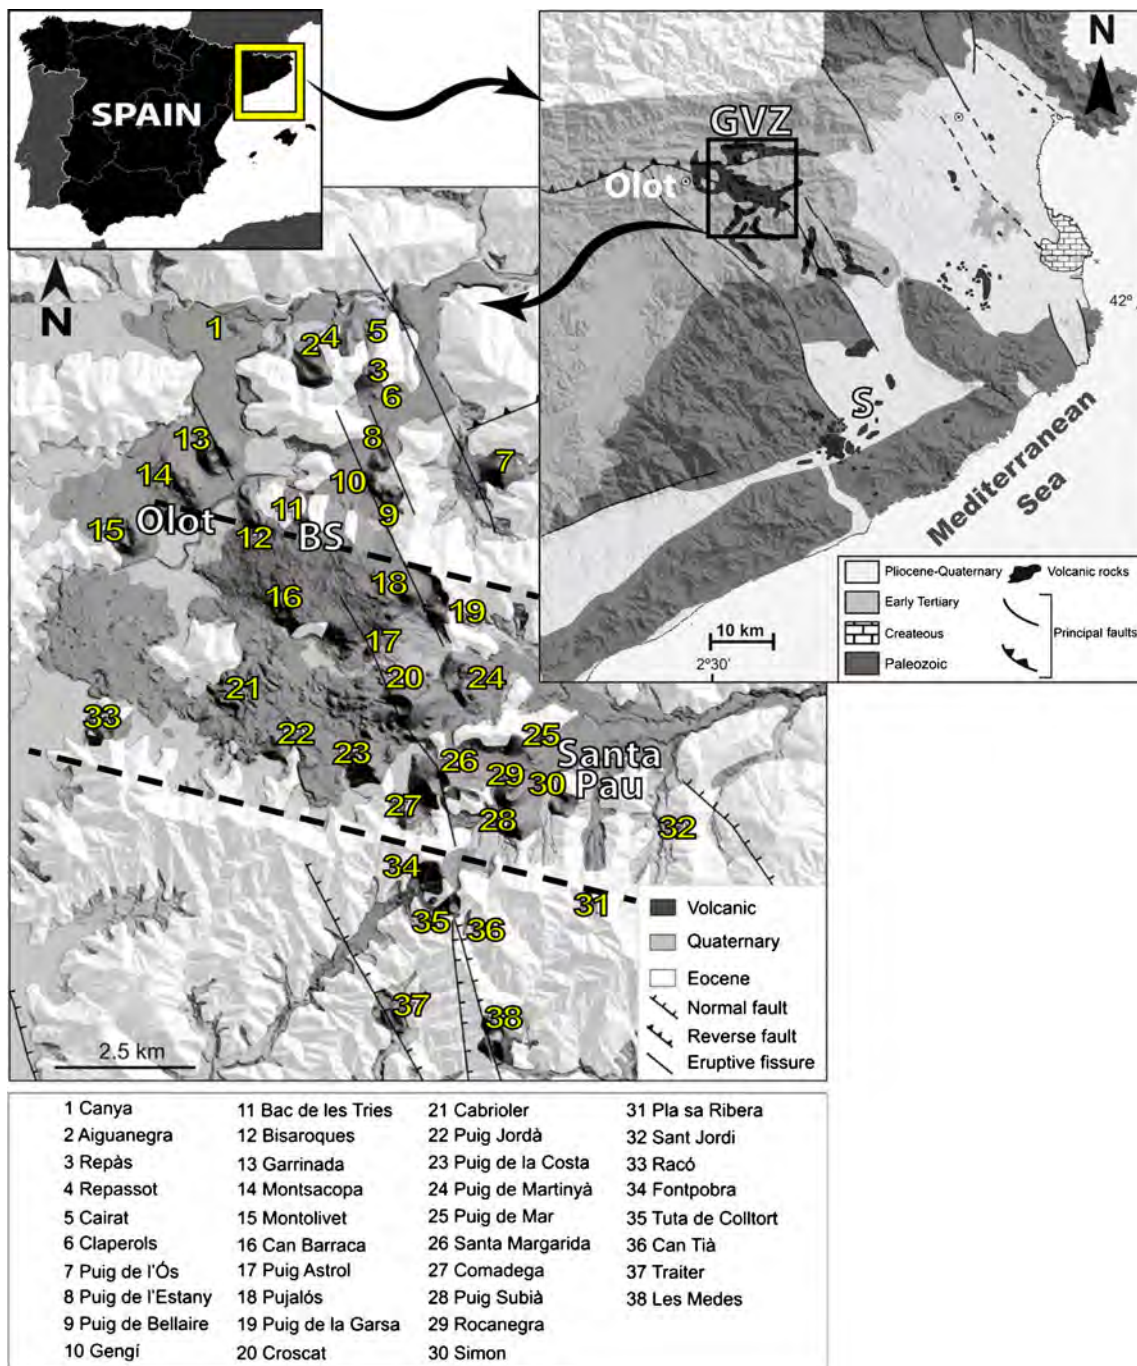 SPAIN
N
GVZ
Olot
42°
S
Mediterranean
Sea
10 km
2°30'
Pliocene-Quaternary
Volcanic rocks
Early Tertiary
Createous
Principal faults
Paleozoic
N
1
2
4
5
3
6
8
7
13
14
10
11
9
Olot
BS
15
12
18
16
19
17
20
24
21
33
22
23
25
Santa
Pau
26
29
30
27
28
32
34
31
35
36
37
38
2.5 km
Volcanic
Quaternary
Eocene
Normal fault
Reverse fault
Eruptive fissure
1 Canya
2 Aiguanegra
3 Repàs
4 Repassot
5 Cairat
6 Claperols
7 Puig de l'Ós
8 Puig de l'Estany
9 Puig de Bellaire
10 Gengí
11 Bac de les Tries
12 Bisaroques
13 Garrinada
14 Montsacopa
15 Montolivet
16 Can Barraca
17 Puig Astrol
18 Pujalós
19 Puig de la Garsa
20 Croscat
21 Cabrioler
22 Puig Jordà
23 Puig de la Costa
24 Puig de Martinyà
25 Puig de Mar
26 Santa Margarida
27 Comadega
28 Puig Subià
29 Rocanegra
30 Simon
31 Pla sa Ribera
32 Sant Jordi
33 Racó
34 Fontpobra
35 Tuta de Colltort
36 Can Tià
37 Traiter
38 Les Medes